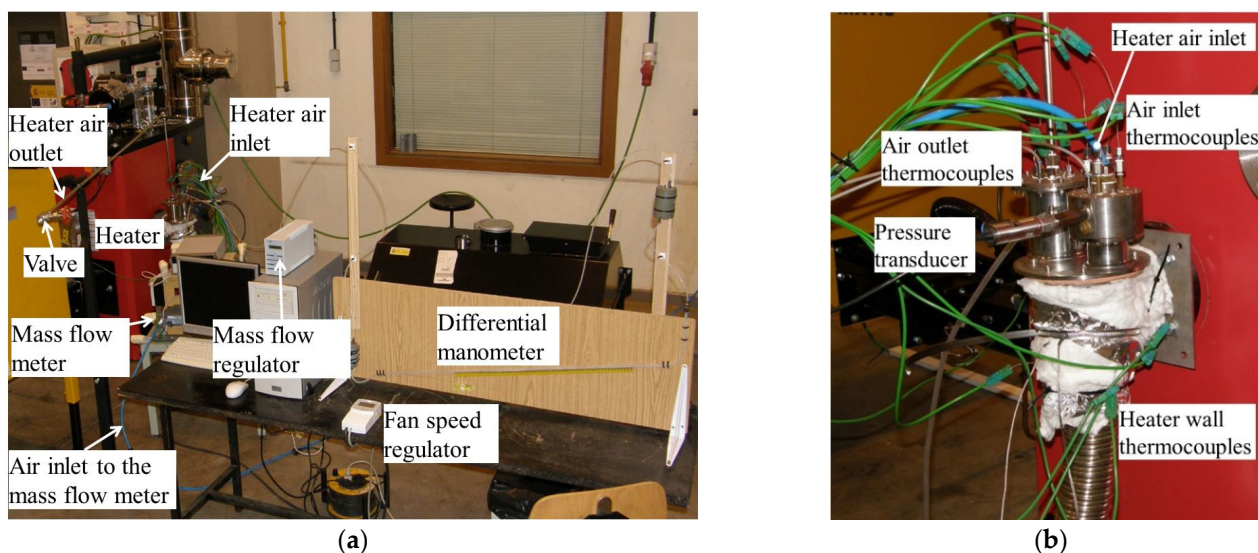 Heater air
outlet
Heater air
inlet
Heater
Valve
Mass flow
meter
Mass flow
regulator
Differential
manometer
Fan speed
regulator
Air inlet to the
mass flow meter
(a)
Heater air inlet
Air inlet
thermocouples
Air outlet
thermocouples
Pressure
transducer
Heater wall
thermocouples
(b)